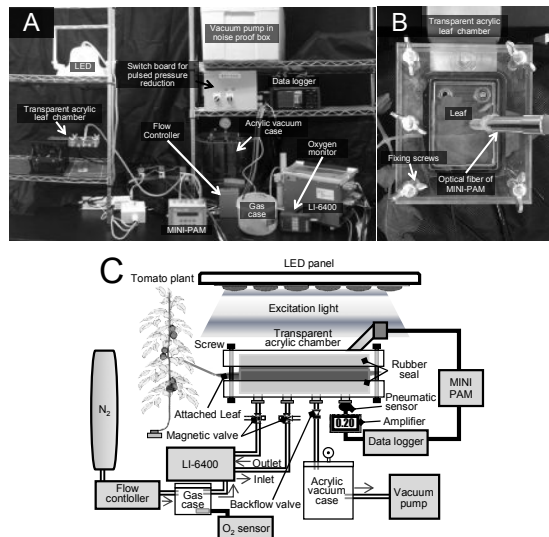 A
LED
Vacuum pump in
noise proof box
Switch board for
pulsed pressure
reduction
Data logger
Transparent acrylic
leaf chamber
Flow
Controller
Acrylic vacuum
case
Oxygen
monitor
MINI-PAM
Gas
case
LI-6400
B
Transparent acrylic
leaf chamber
Leaf
Fixing screws
Optical fiber of
MINI-PAM
C
LED panel
Tomato plant
Excitation light
Transparent
acrylic chamber
Screw
Rubber
seal
N2
Attached Leaf
Pneumatic
sensor
MINI
PAM
Magnetic valve
0.20
Amplifier
Data logger
LI-6400
Outlet
Inlet
Backflow valve
Flow
contloller
Gas
case
Acrylic
vacuum
case
Vacuum
pump
O2 sensor